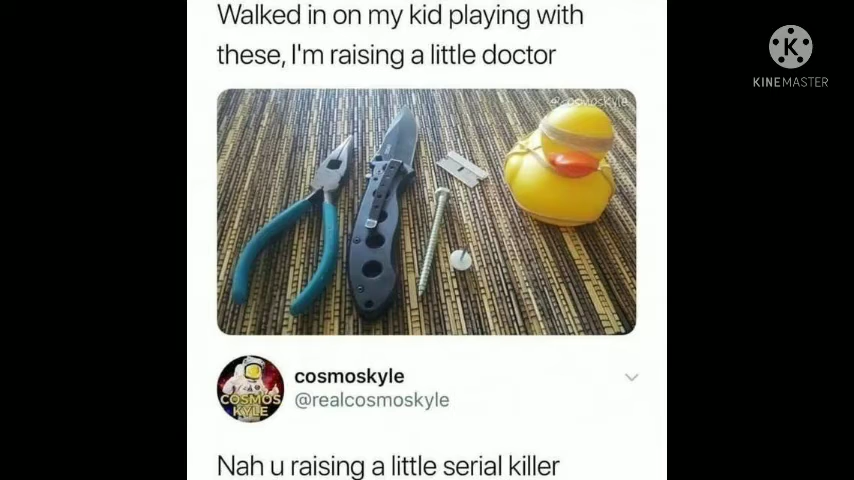 Walked in on my kid playing with
these, I'm raising a little doctor
@cosmoskyle
K
KINEMASTER
COSMOS
KYLE
cosmoskyle
@realcosmoskyle
Nah u raising a little serial killer